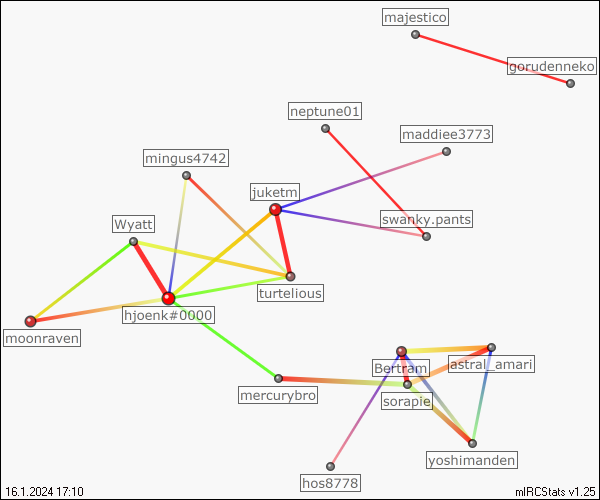 majestico
gorudenneko
neptune01
maddiee3773
mingus4742
juketm
swanky.pants
Wyatt
turtelious
hjoenk#0000
moonraven
Bertram
astral_amari
mercurybro
sorapie
yoshimanden
hos8778
16.1.2024 17:10
mIRCStats v1.25